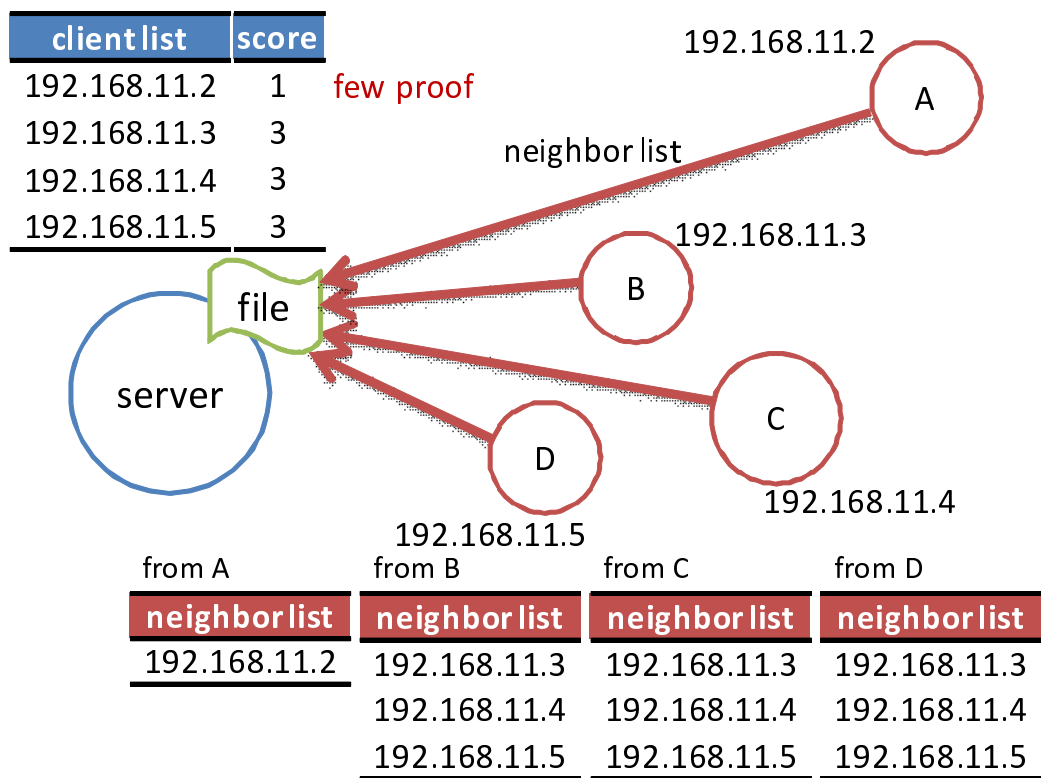 client list score
192.168.11.2 1 few proof
192.168.11.3 3
192.168.11.4 3
192.168.11.5 3
192.168.11.2
A
neighbor list
192.168.11.3
B
file
server
C
192.168.11.4
D
192.168.11.5
from A from B from C from D
neighbor list neighbor list neighbor list neighbor list
192.168.11.2 192.168.11.3 192.168.11.3 192.168.11.3
192.168.11.4 192.168.11.4 192.168.11.4
192.168.11.5 192.168.11.5 192.168.11.5